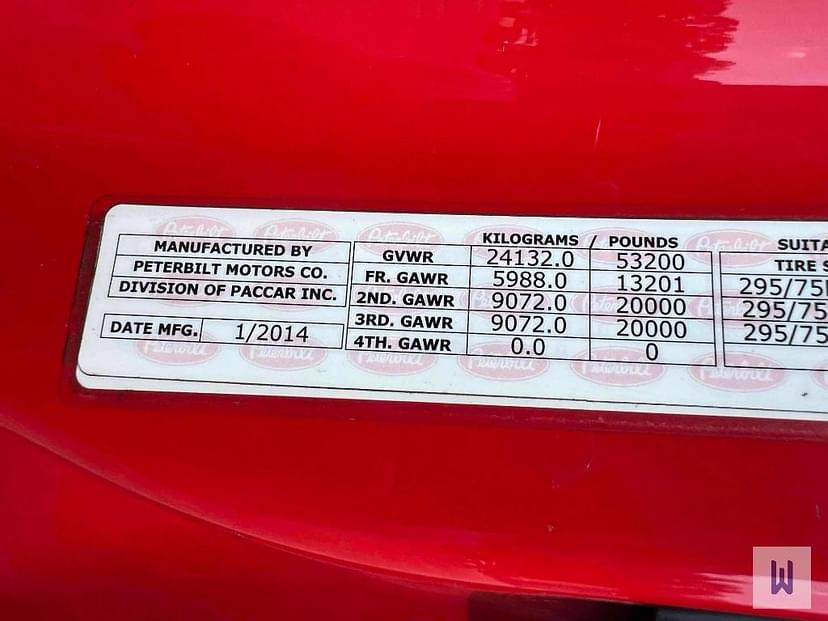 KILOGRAMS / POUNDS
MANUFACTURED BY
PETERBILT MOTORS CO.
DIVISION OF PACCAR INC.
DATE MFG. 1/2014
GVWR 24132.0 53200
FR. GAWR 5988.0 13201
2ND. GAWR 9072.0 20000
3RD. GAWR 9072.0 20000
4TH. GAWR 0.0 0
SUITA
TIRE S
295/75
295/75
295/75
Peterbilt
W